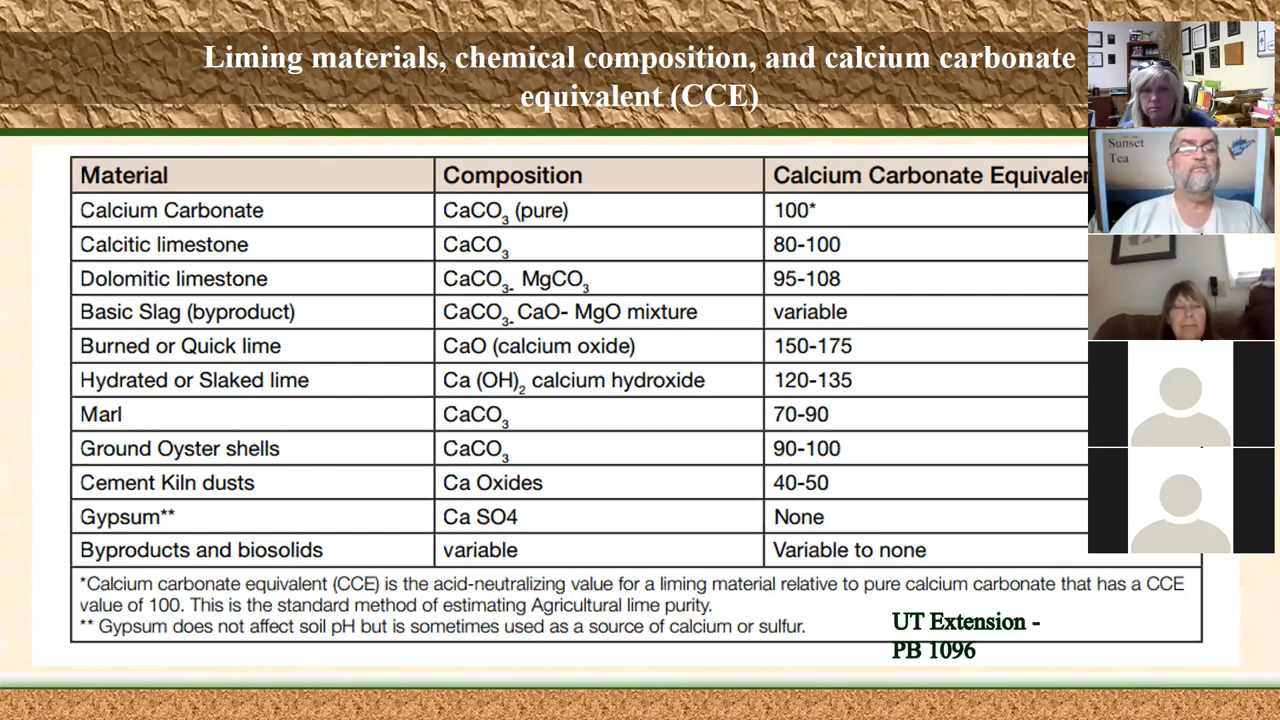 Liming materials, chemical composition, and calcium carbonate
equivalent (CCE)
Sunset
Tea
Material Composition Calcium Carbonate Equivalen
Calcium Carbonate CaCO3 (pure) 100*
Calcitic limestone CaCO3 80-100
Dolomitic limestone CaCO3- MgCO3 95-108
Basic Slag (byproduct) CaCO3- CaO- MgO mixture variable
Burned or Quick lime CaO (calcium oxide) 150-175
Hydrated or Slaked lime Ca (OH)2 calcium hydroxide 120-135
Marl CaCO3 70-90
Ground Oyster shells CaCO3 90-100
Cement Kiln dusts Ca Oxides 40-50
Gypsum** Ca SO4 None
Byproducts and biosolids variable Variable to none
*Calcium carbonate equivalent (CCE) is the acid-neutralizing value for a liming material relative to pure calcium carbonate that has a CCE
value of 100. This is the standard method of estimating Agricultural lime purity.
** Gypsum does not affect soil pH but is sometimes used as a source of calcium or sulfur.
UT Extension -
PB 1096